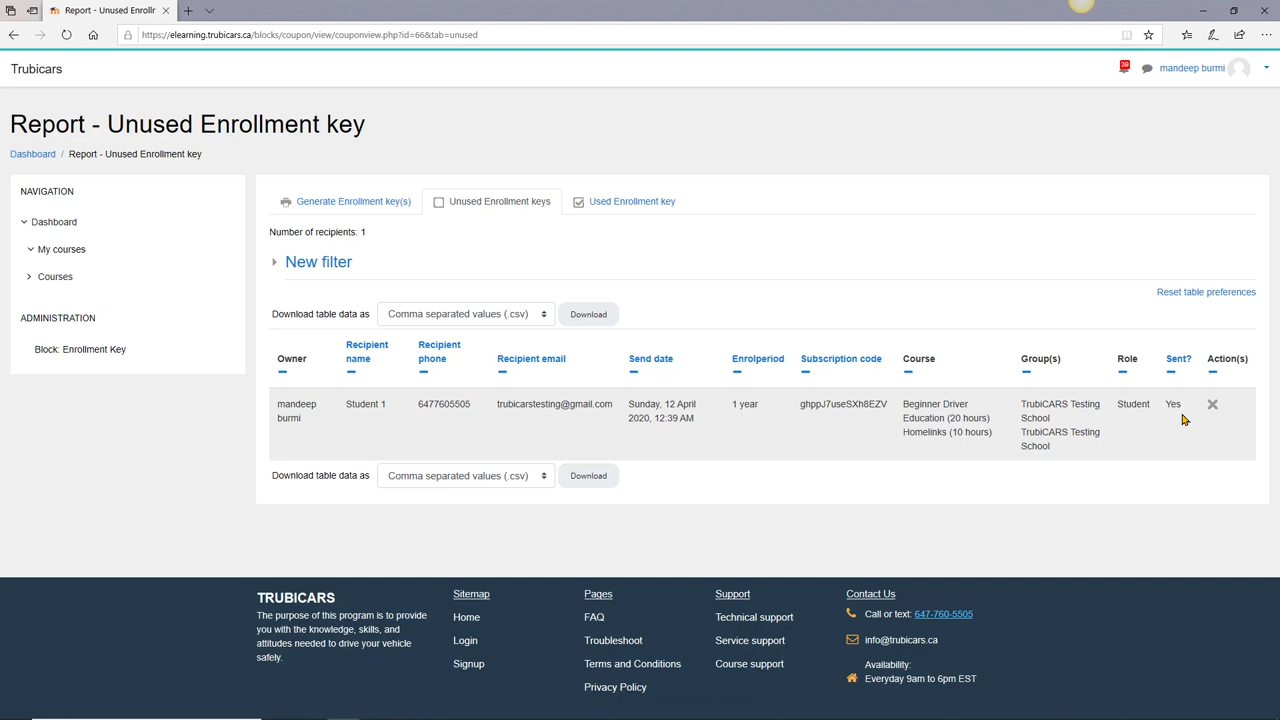 Report - Unused Enrollm
https://elearning.trubicars.ca/blocks/coupon/view/couponview.php?id=66&tab=unused
Trubicars
39
mandeep burmi
Report - Unused Enrollment key
Dashboard / Report - Unused Enrollment key
NAVIGATION
Dashboard
My courses
Courses
ADMINISTRATION
Block: Enrollment Key
Generate Enrollment key(s)
Unused Enrollment keys
Used Enrollment key
Number of recipients: 1
New filter
Reset table preferences
Download table data as
Comma separated values (.csv)
Download
Owner
Recipient name
Recipient phone
Recipient email
Send date
Enrolperiod
Subscription code
Course
Group(s)
Role
Sent?
Action(s)
mandeep burmi
Student 1
6477605505
trubicarstesting@gmail.com
Sunday, 12 April 2020, 12:39 AM
1 year
ghppJ7useSXh8EZV
Beginner Driver
Education (20 hours)
Homelinks (10 hours)
TrubiCARS Testing
School
TrubiCARS Testing
School
Student
Yes
Download table data as
Comma separated values (.csv)
Download
TRUBICARS
The purpose of this program is to provide
you with the knowledge, skills, and
attitudes needed to drive your vehicle
safely.
Sitemap
Home
Login
Signup
Pages
FAQ
Troubleshoot
Terms and Conditions
Privacy Policy
Support
Technical support
Service support
Course support
Contact Us
Call or text: 647-760-5505
info@trubicars.ca
Availability:
Everyday 9am to 6pm EST